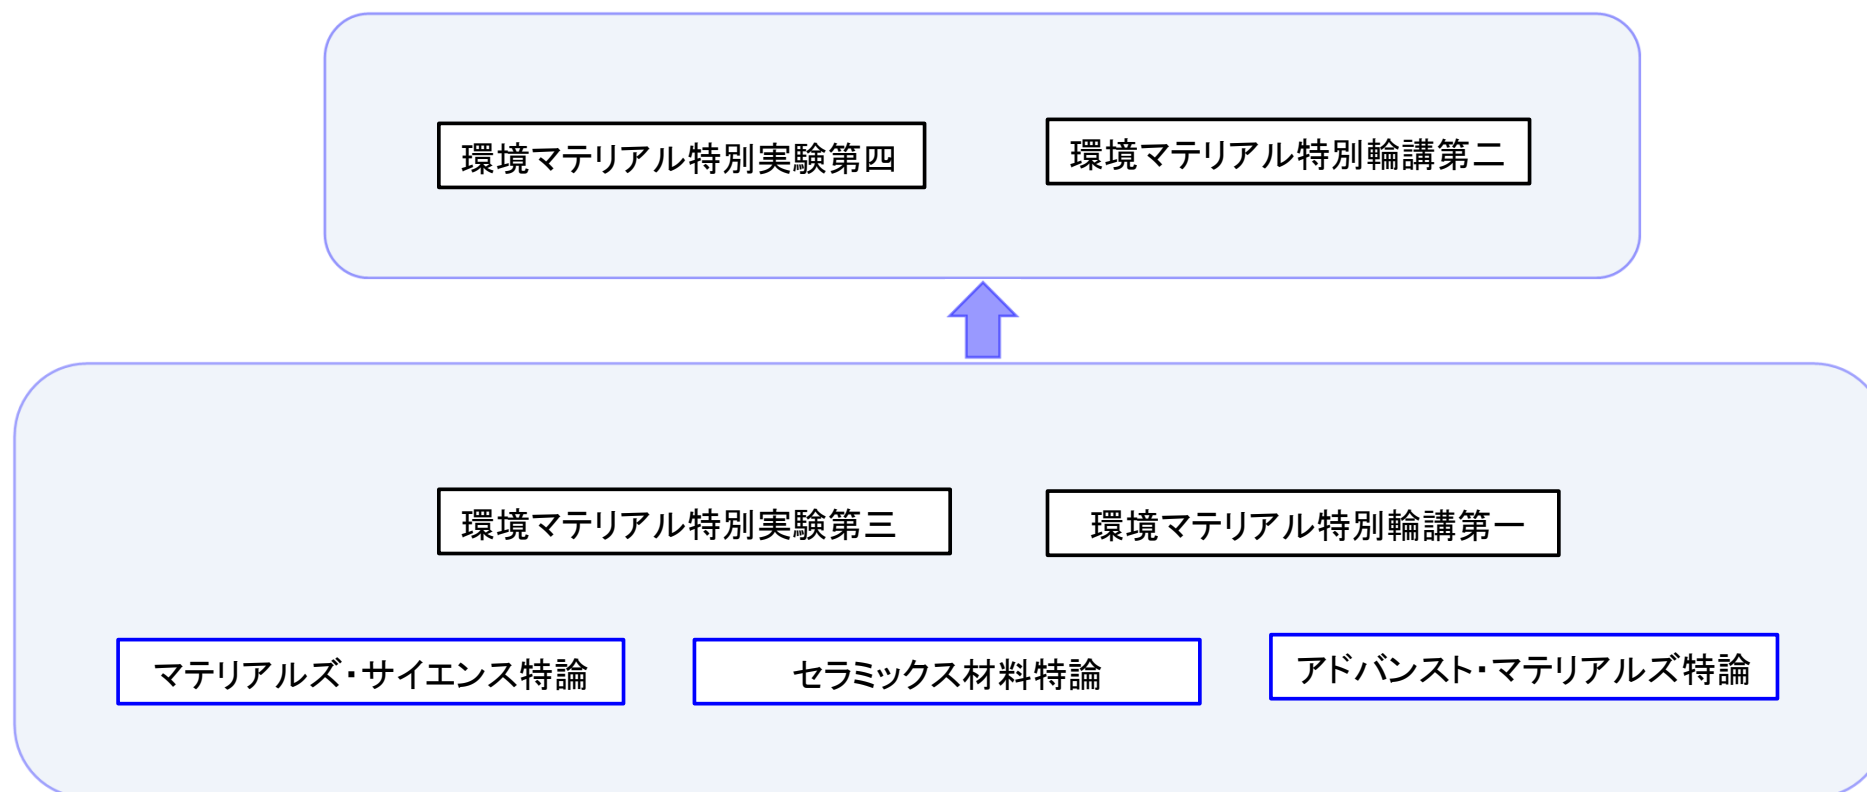 環境マテリアル特別実験第四
環境マテリアル特別輪講第二
環境マテリアル特別実験第三
環境マテリアル特別輪講第一
マテリアルズ・サイエンス特論
セラミックス材料特論
アドバンスト・マテリアルズ特論